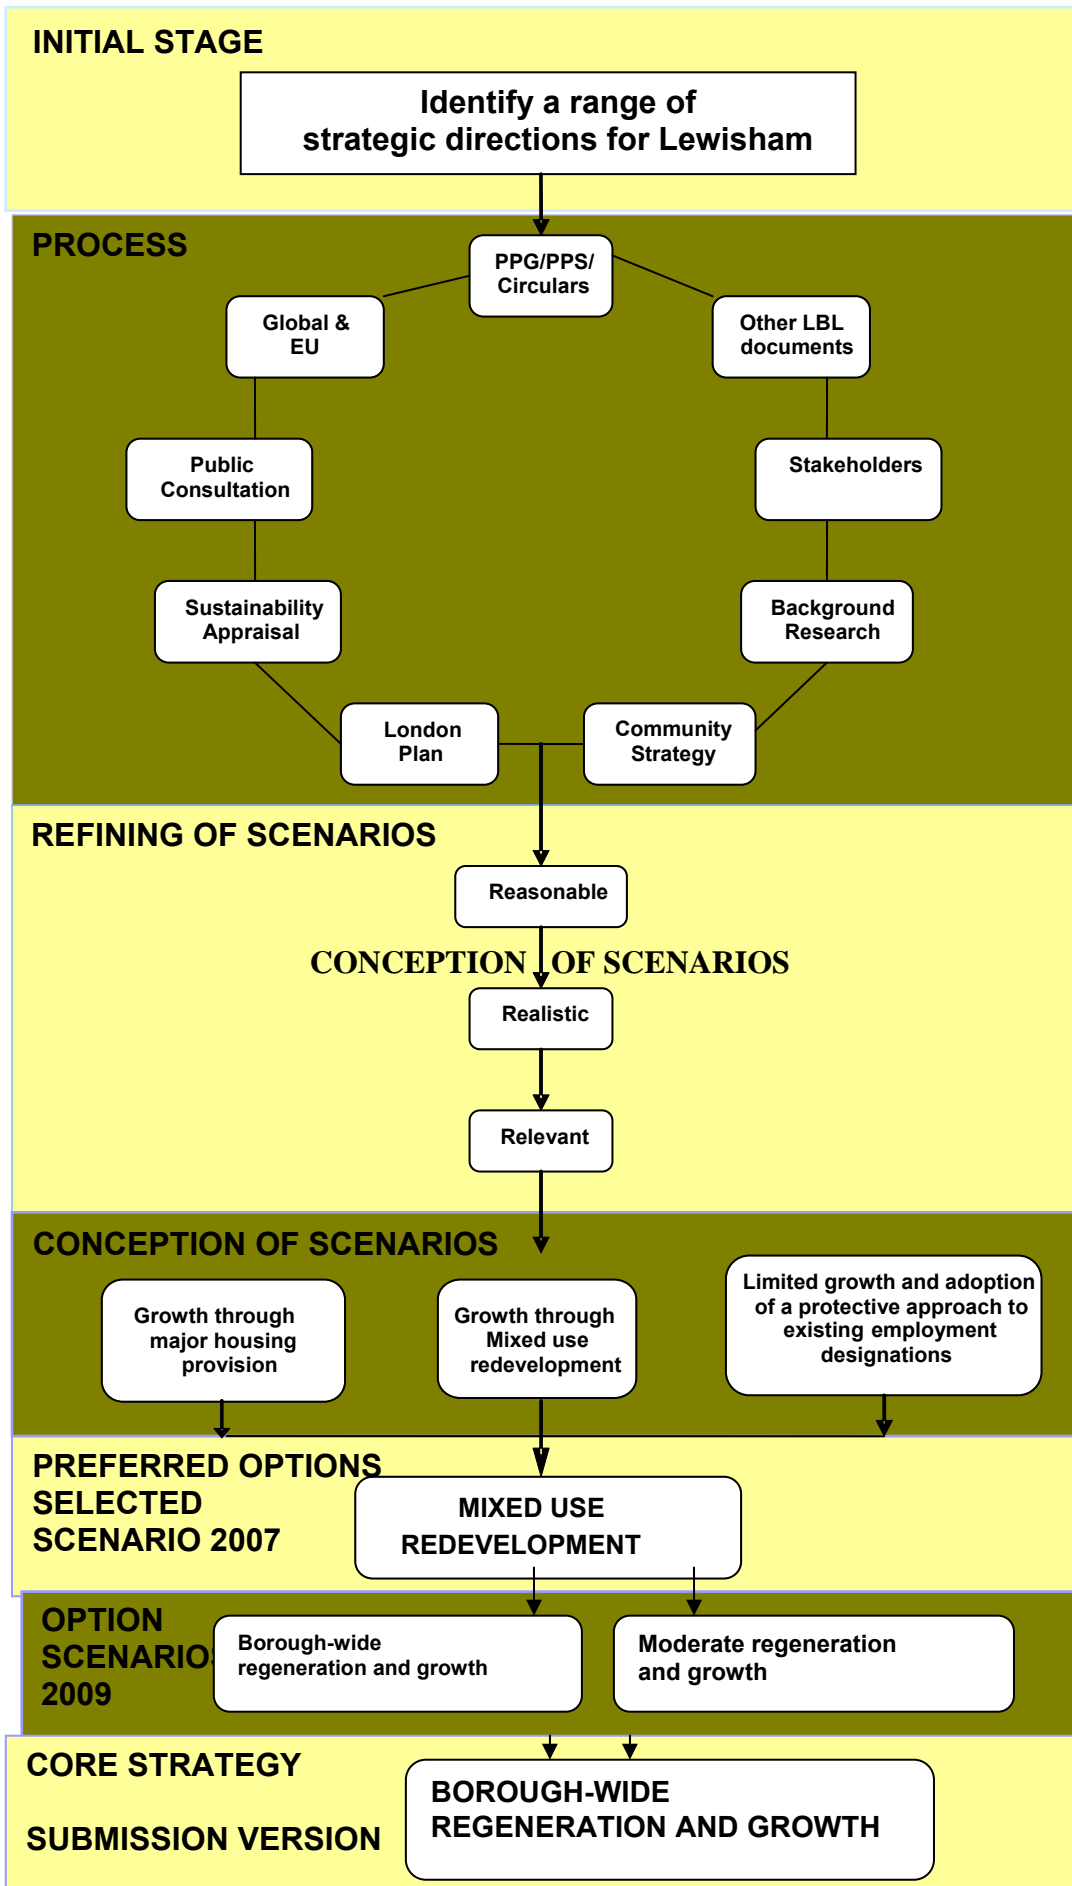 INITIAL STAGE
Identify a range of
strategic directions for Lewisham
PROCESS
PPG/PPS/
Circulars
Global &
EU
Other LBL
documents
Public
Consultation
Stakeholders
Sustainability
Appraisal
Background
Research
London
Plan
Community
Strategy
REFINING OF SCENARIOS
Reasonable
CONCEPTION OF SCENARIOS
Realistic
Relevant
CONCEPTION OF SCENARIOS
Growth through
major housing
provision
Growth through
Mixed use
redevelopment
Limited growth and adoption
of a protective approach to
existing employment
designations
PREFERRED OPTIONS
SELECTED
SCENARIO 2007
MIXED USE
REDEVELOPMENT
OPTION
SCENARIOS
2009
Borough-wide
regeneration and growth
Moderate regeneration
and growth
CORE STRATEGY
SUBMISSION VERSION
BOROUGH-WIDE
REGENERATION AND GROWTH